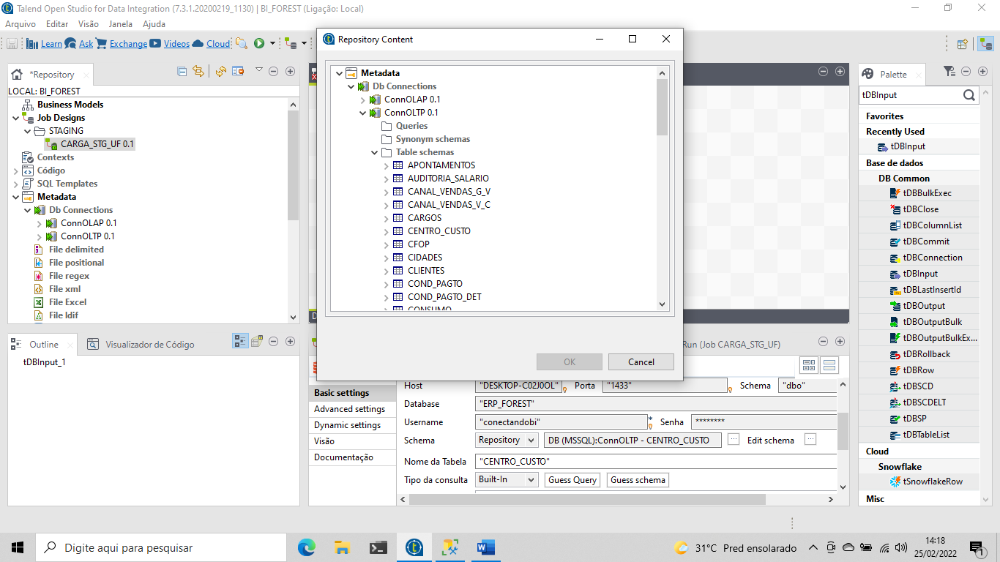 Talend Open Studio for Data Integration (7.3.1.20200219_1130) | BI_FOREST (Ligação: Local)
Arquivo Editar Visão Janela Ajuda
Learn Ask Exchange Videos Cloud
*Repository
LOCAL: BI_FOREST
Business Models
Job Designs
STAGING
CARGA_STG_UF 0.1
Contexts
Código
SQL Templates
Metadata
Db Connections
ConnOLAP 0.1
ConnOLTP 0.1
File delimited
File positional
File regex
File xml
File Excel
File ldif
Outline
Visualizador de Código
tDBInput_1
Repository Content
Metadata
Db Connections
ConnOLAP 0.1
ConnOLTP 0.1
Queries
Synonym schemas
Table schemas
APONTAMENTOS
AUDITORIA_SALARIO
CANAL_VENDAS_G_V
CANAL_VENDAS_V_C
CARGOS
CENTRO_CUSTO
CFOP
CIDADES
CLIENTES
COND_PAGTO
COND_PAGTO_DET
CONSUMO
OK Cancel
Run (Job CARGA_STG_UF)
Basic settings
Advanced settings
Dynamic settings
Visão
Documentação
Host "DESKTOP-C02J0OL" Porta "1433" Schema "dbo"
Database "ERP_FOREST"
Username "conectandobi" * Senha ********
Schema Repository DB (MSSQL):ConnOLTP - CENTRO_CUSTO ... Edit schema ...
Nome da Tabela "CENTRO_CUSTO"
Tipo da consulta Built-In Guess Query Guess schema
Palette
tDBInput
Favorites
Recently Used
tDBInput
Base de dados
DB Common
tDBBulkExec
tDBClose
tDBColumnList
tDBCommit
tDBConnection
tDBInput
tDBLastInsertId
tDBOutput
tDBOutputBulk
tDBOutputBulkEx...
tDBRollback
tDBRow
tDBSCD
tDBSCDELT
tDBSP
tDBTableList
Cloud
Snowflake
tSnowflakeRow
Misc
Digite aqui para pesquisar
31°C Pred ensolarado
14:18
25/02/2022
1